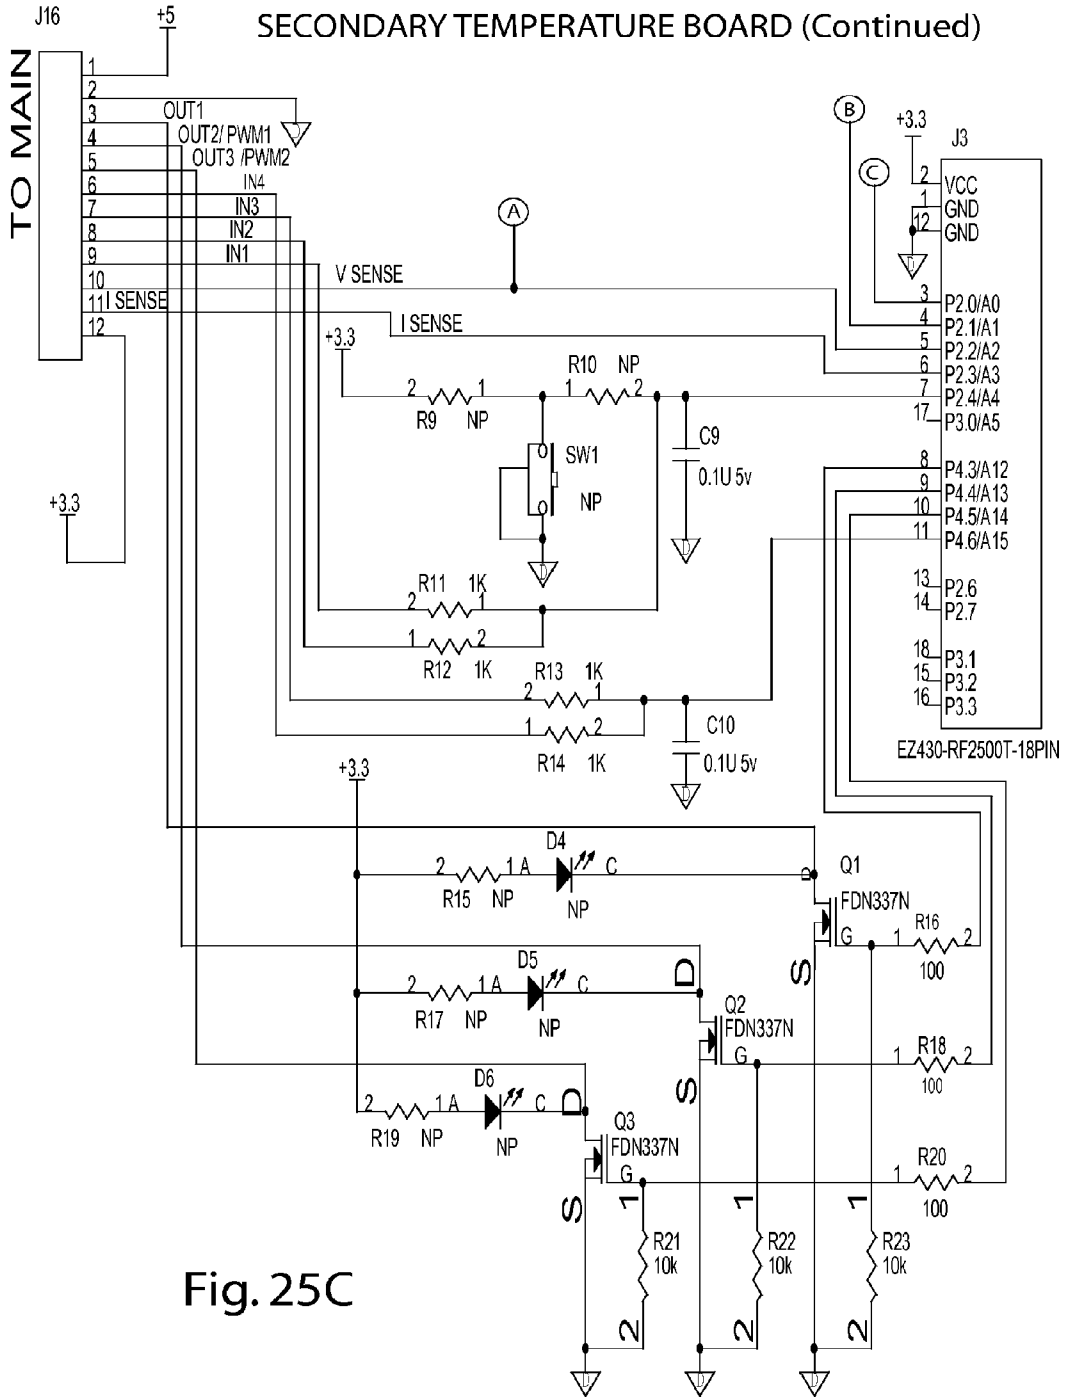 J16
+5
SECONDARY TEMPERATURE BOARD (Continued)
TO MAIN
1
2
3
4
5
6
7
8
9
10
11
12
OUT1
OUT2/ PWM1
OUT3 /PWM2
IN4
IN3
IN2
IN1
D
V SENSE
I SENSE
I SENSE
A
B
C
+3.3
J3
2 VCC
1 GND
12 GND
D
3 P2.0/A0
4 P2.1/A1
5 P2.2/A2
6 P2.3/A3
7 P2.4/A4
17 P3.0/A5
8 P4.3/A12
9 P4.4/A13
10 P4.5/A14
11 P4.6/A15
13 P2.6
14 P2.7
18 P3.1
15 P3.2
16 P3.3
EZ430-RF2500T-18PIN
+3.3
2 1
R9 NP
R10 NP
1 2
SW1
NP
D
C9
0.1U 5v
D
+3.3
R11 1K
2 1
1 2
R12 1K
R13 1K
2 1
1 2
R14 1K
C10
0.1U 5v
D
+3.3
D4
2 1 A C
R15 NP
NP
D
Q1
FDN337N
G
S
1 R16 2
100
D5
2 1 A C
R17 NP
NP
D
Q2
FDN337N
G
S
1 R18 2
100
D6
2 1 A C
R19 NP
NP
D
Q3
FDN337N
G
S
1 R20 2
100
1 1 1
R21 R22 R23
10k 10k 10k
2 2 2
D D D
Fig. 25C